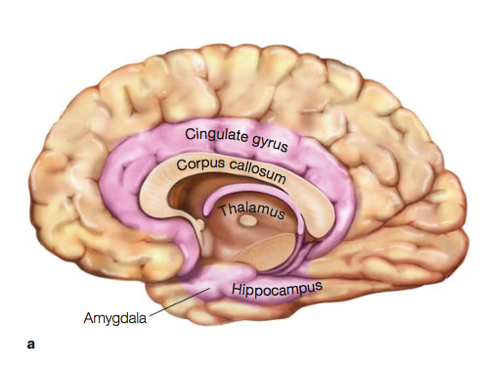 Cingulate gyrus
Corpus callosum
Thalamus
Hippocampus
Amygdala
a